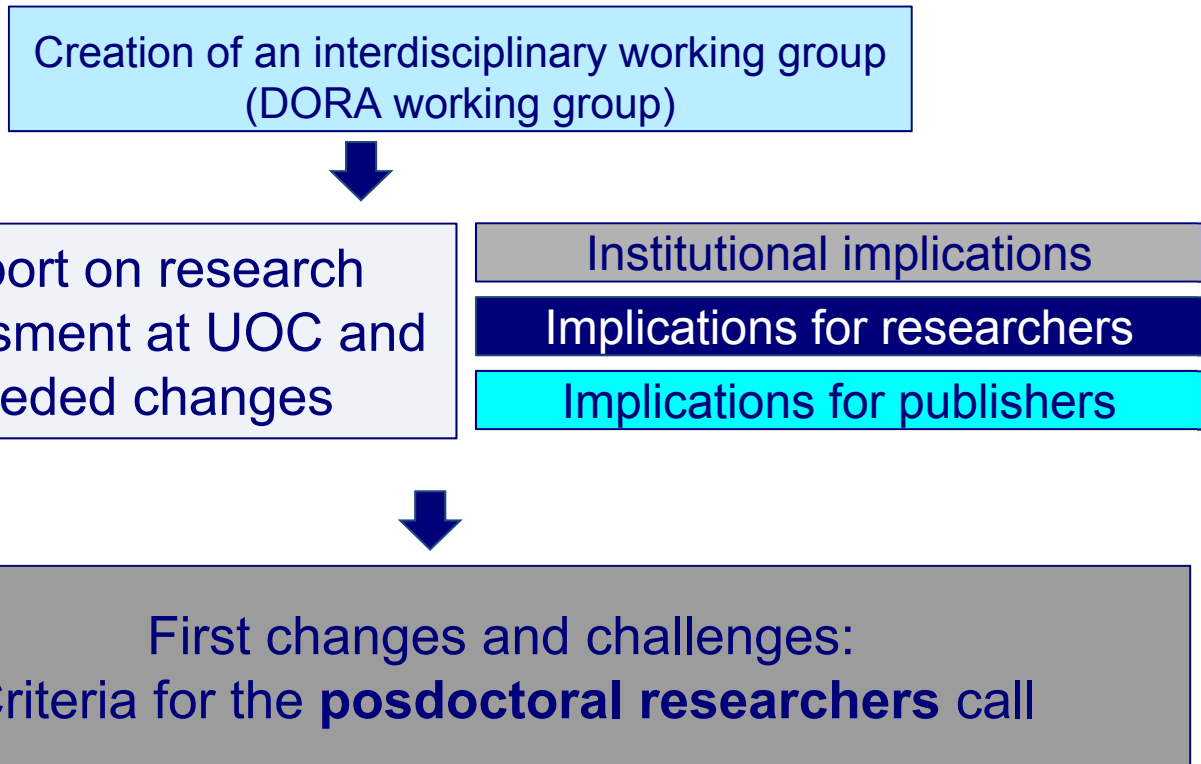 Creation of an interdisciplinary working group
(DORA working group)
port on research
sment at UOC and
eded changes
Institutional implications
Implications for researchers
Implications for publishers
First changes and challenges:
Criteria for the posdoctoral researchers call